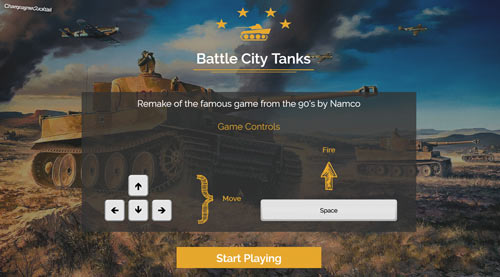 ChampagneCocktail
Battle City Tanks
Remake of the famous game from the 90's by Namco
Game Controls
Fire
Move
Space
Start Playing